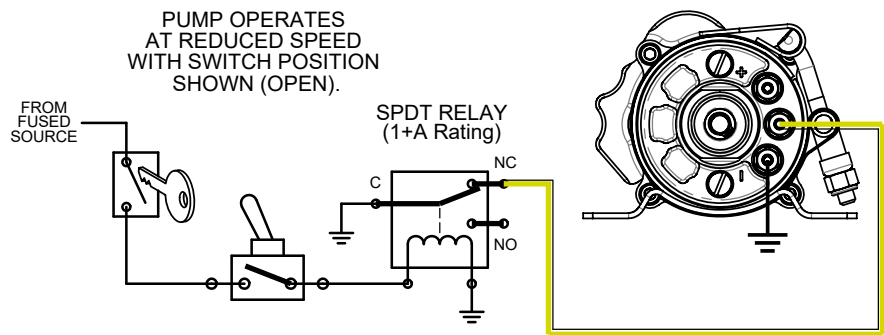 PUMP OPERATES
AT REDUCED SPEED
WITH SWITCH POSITION
SHOWN (OPEN).
FROM
FUSED
SOURCE
SPDT RELAY
(1+A Rating)
C
NC
NO
+
–